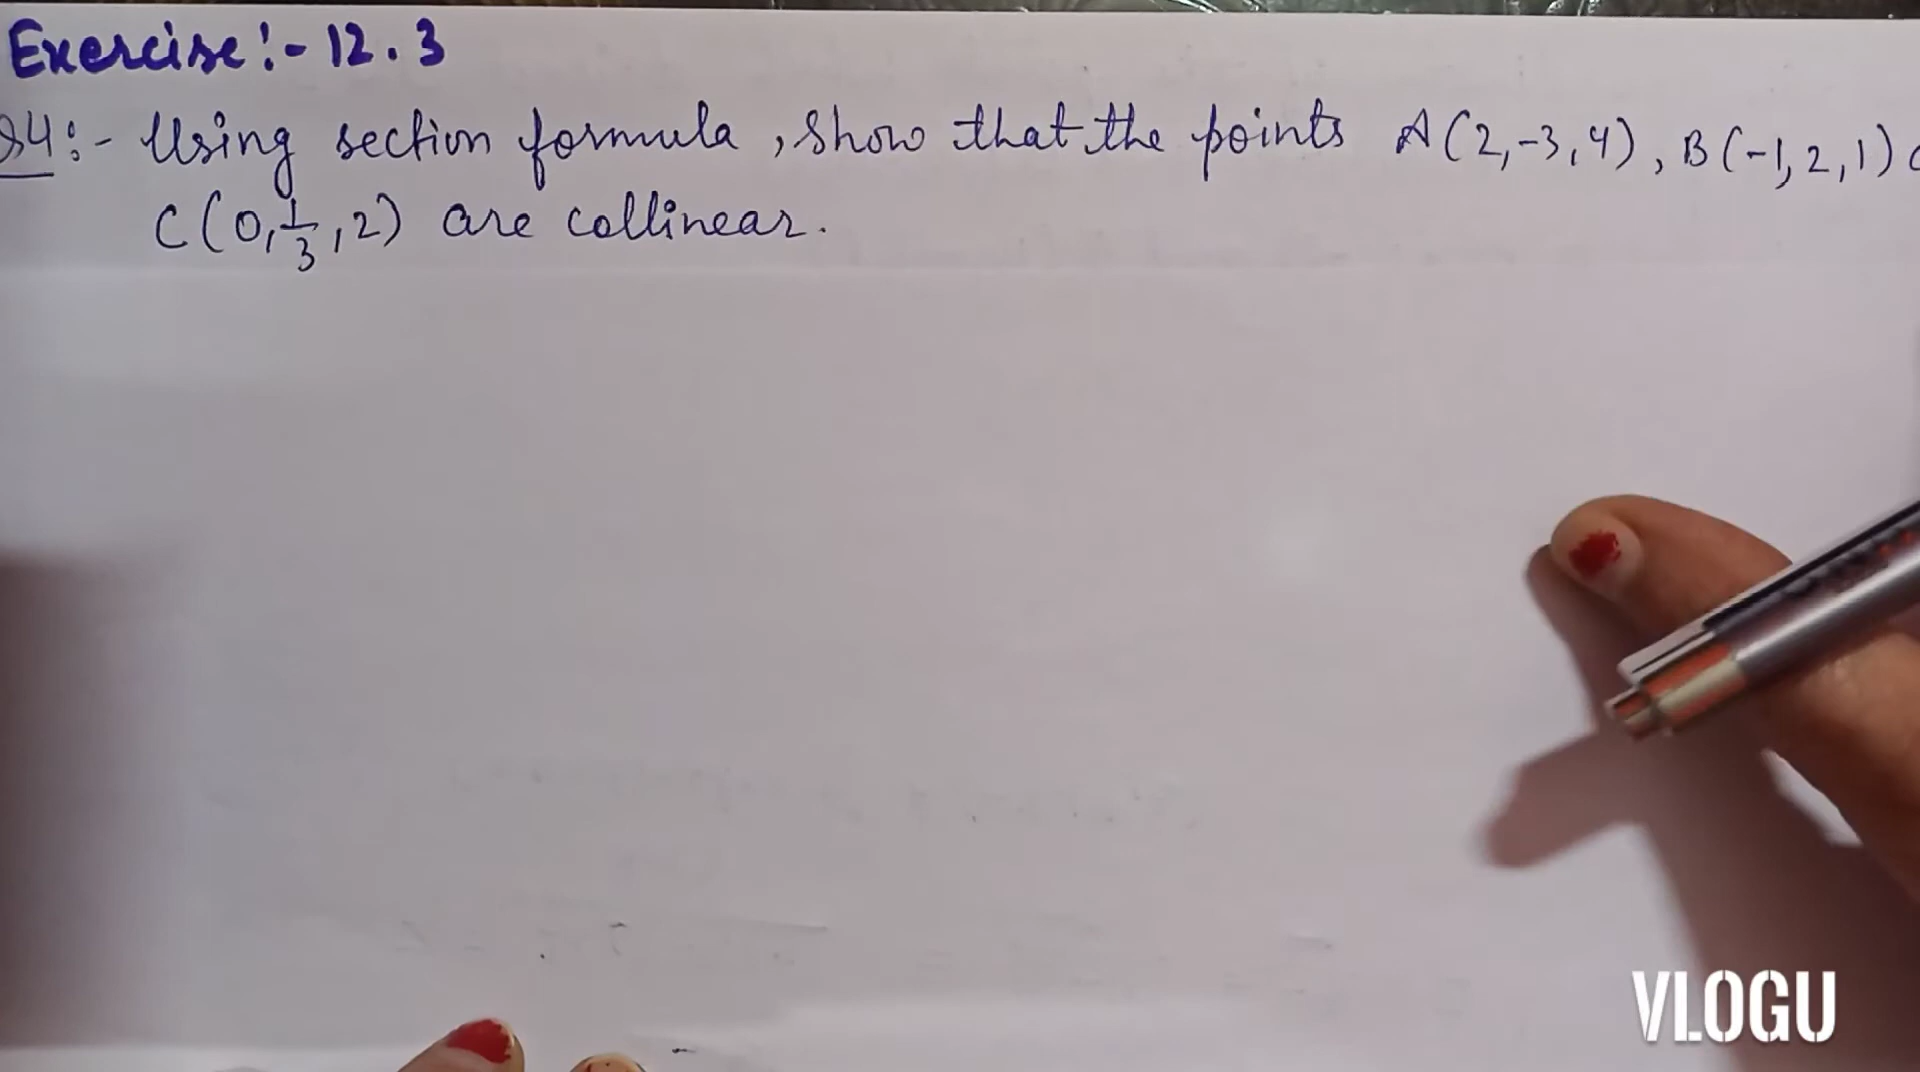 Exercise:- 12.3
Q4:- Using section formula, show that the points A(2,-3,4), B(-1,2,1)
C(0,1/3,2) are collinear.
VLOGU